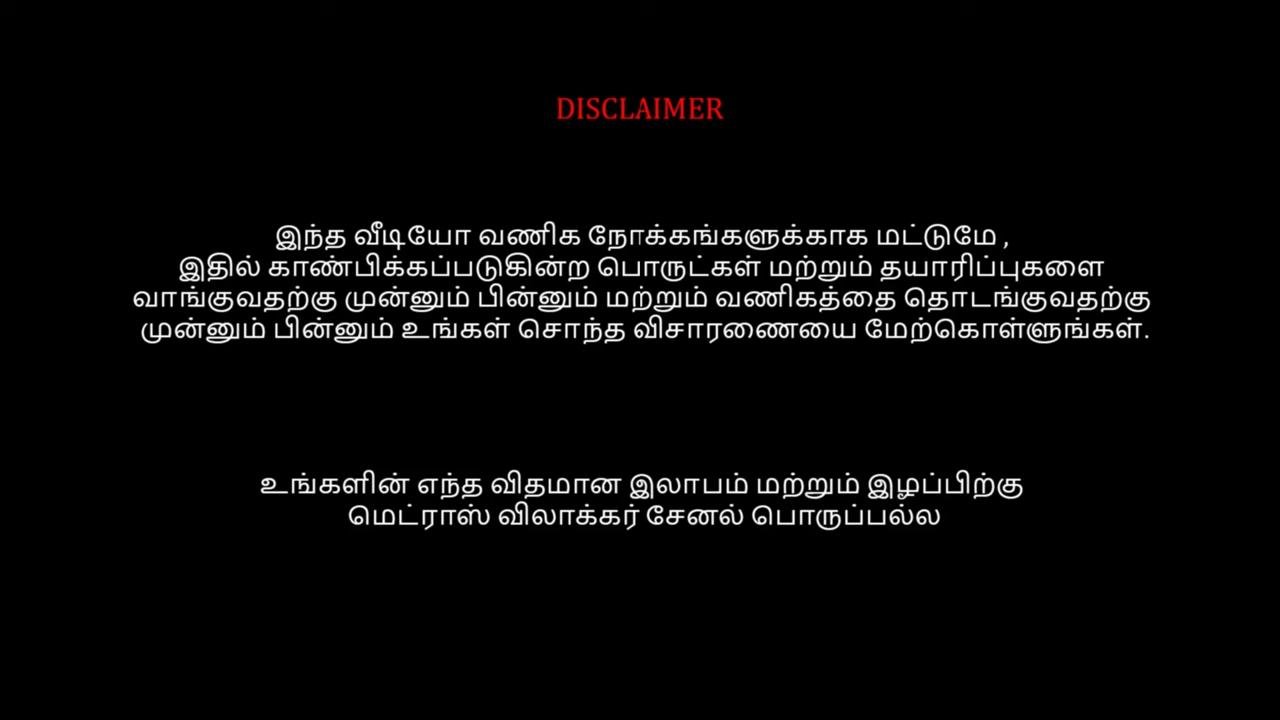 DISCLAIMER
இந்த வீடியோ வணிக நோக்கங்களுக்காக மட்டுமே ,
இதில் காண்பிக்கப்படுகின்ற பொருட்கள் மற்றும் தயாரிப்புகளை
வாங்குவதற்கு முன்னும் பின்னும் மற்றும் வணிகத்தை தொடங்குவதற்கு
முன்னும் பின்னும் உங்கள் சொந்த விசாரணையை மேற்கொள்ளுங்கள்.
உங்களின் எந்த விதமான இலாபம் மற்றும் இழப்பிற்கு
மெட்ராஸ் விலாக்கர் சேனல் பொருப்பல்ல